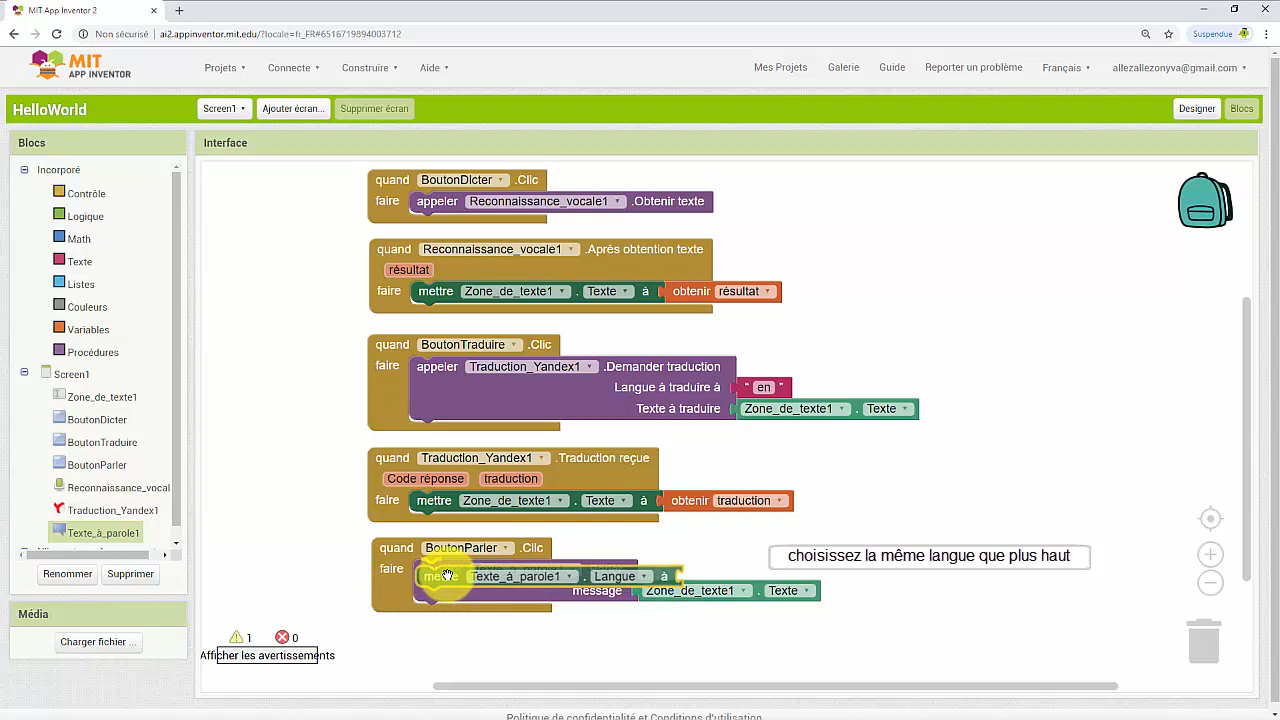 MIT App Inventor 2
Non sécurisé
ai2.appinventor.mit.edu/?locale=fr_FR#6516719894003712
Suspendue
MIT
APP INVENTOR
Projets
Connecte
Construire
Aide
Mes Projets
Galerie
Guide
Reporter un problème
Français
allezallezonyva@gmail.com
HelloWorld
Screen1
Ajouter écran...
Supprimer écran
Designer
Blocs
Blocs
Interface
Incorporé
Contrôle
Logique
Math
Texte
Listes
Couleurs
Variables
Procédures
Screen1
Zone_de_texte1
BoutonDicter
BoutonTraduire
BoutonParler
Reconnaissance_vocal
Traduction_Yandex1
Texte_à_parole1
Renommer
Supprimer
Média
Charger fichier ...
quand BoutonDicter .Clic
faire appeler Reconnaissance_vocale1 .Obtenir texte
quand Reconnaissance_vocale1 .Après obtention texte
résultat
faire mettre Zone_de_texte1 . Texte à obtenir résultat
quand BoutonTraduire .Clic
faire appeler Traduction_Yandex1 .Demander traduction
Langue à traduire à “ en ”
Texte à traduire Zone_de_texte1 . Texte
quand Traduction_Yandex1 .Traduction reçue
Code réponse traduction
faire mettre Zone_de_texte1 . Texte à obtenir traduction
quand BoutonParler .Clic
faire
Texte_à_parole1 . Langue à
message Zone_de_texte1 . Texte
choisissez la même langue que plus haut
1 0
Afficher les avertissements
Politique de confidentialité et Conditions d'utilisation